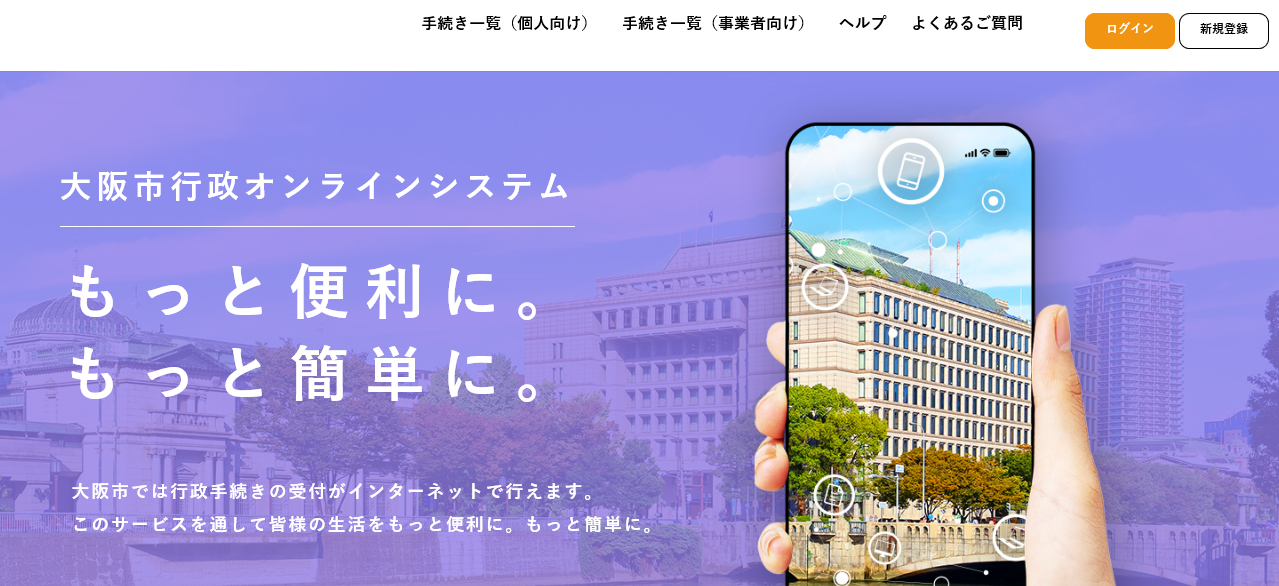 手続き一覧（個人向け）　手続き一覧（事業者向け）　ヘルプ　よくあるご質問　ログイン　新規登録
大阪市行政オンラインシステム
もっと便利に。
もっと簡単に。
大阪市では行政手続きの受付がインターネットで行えます。
このサービスを通して皆様の生活をもっと便利に。もっと簡単に。